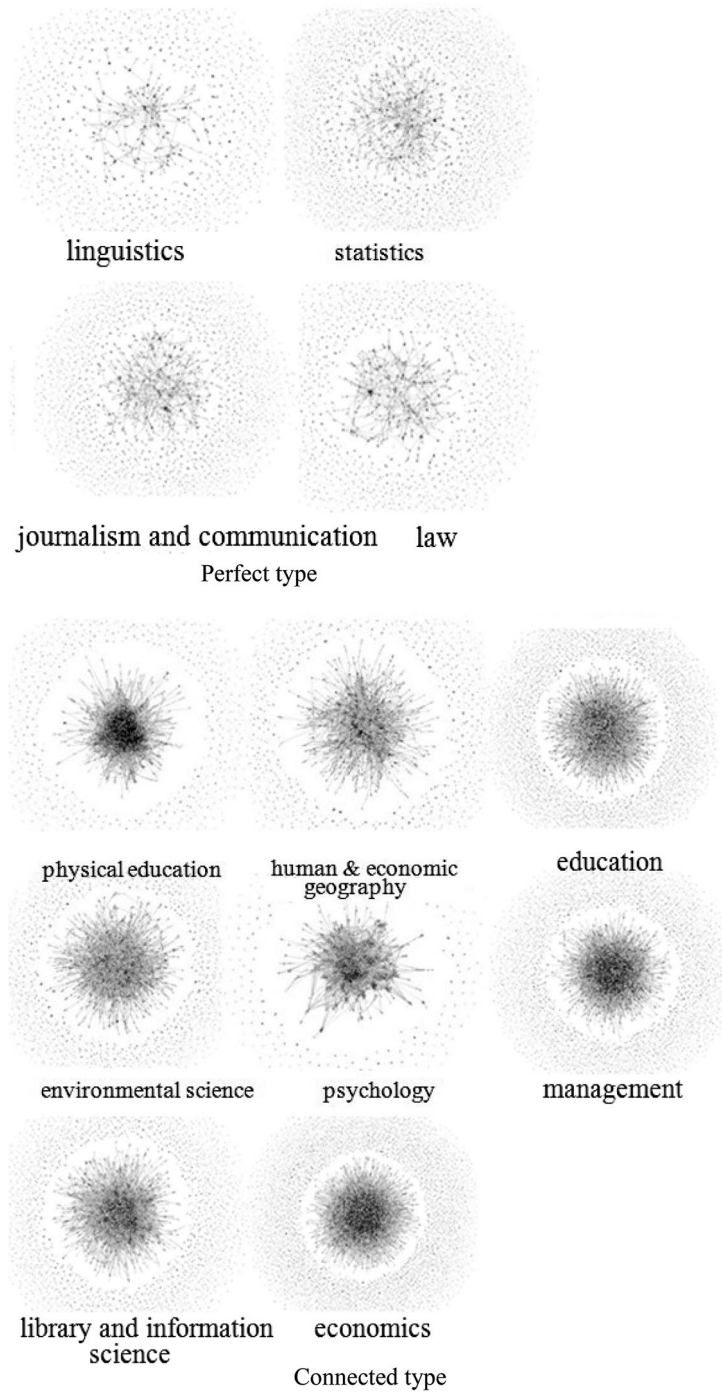 linguistics
statistics
journalism and communication
law
Perfect type
physical education
human & economic
geography
education
environmental science
psychology
management
library and information
science
economics
Connected type